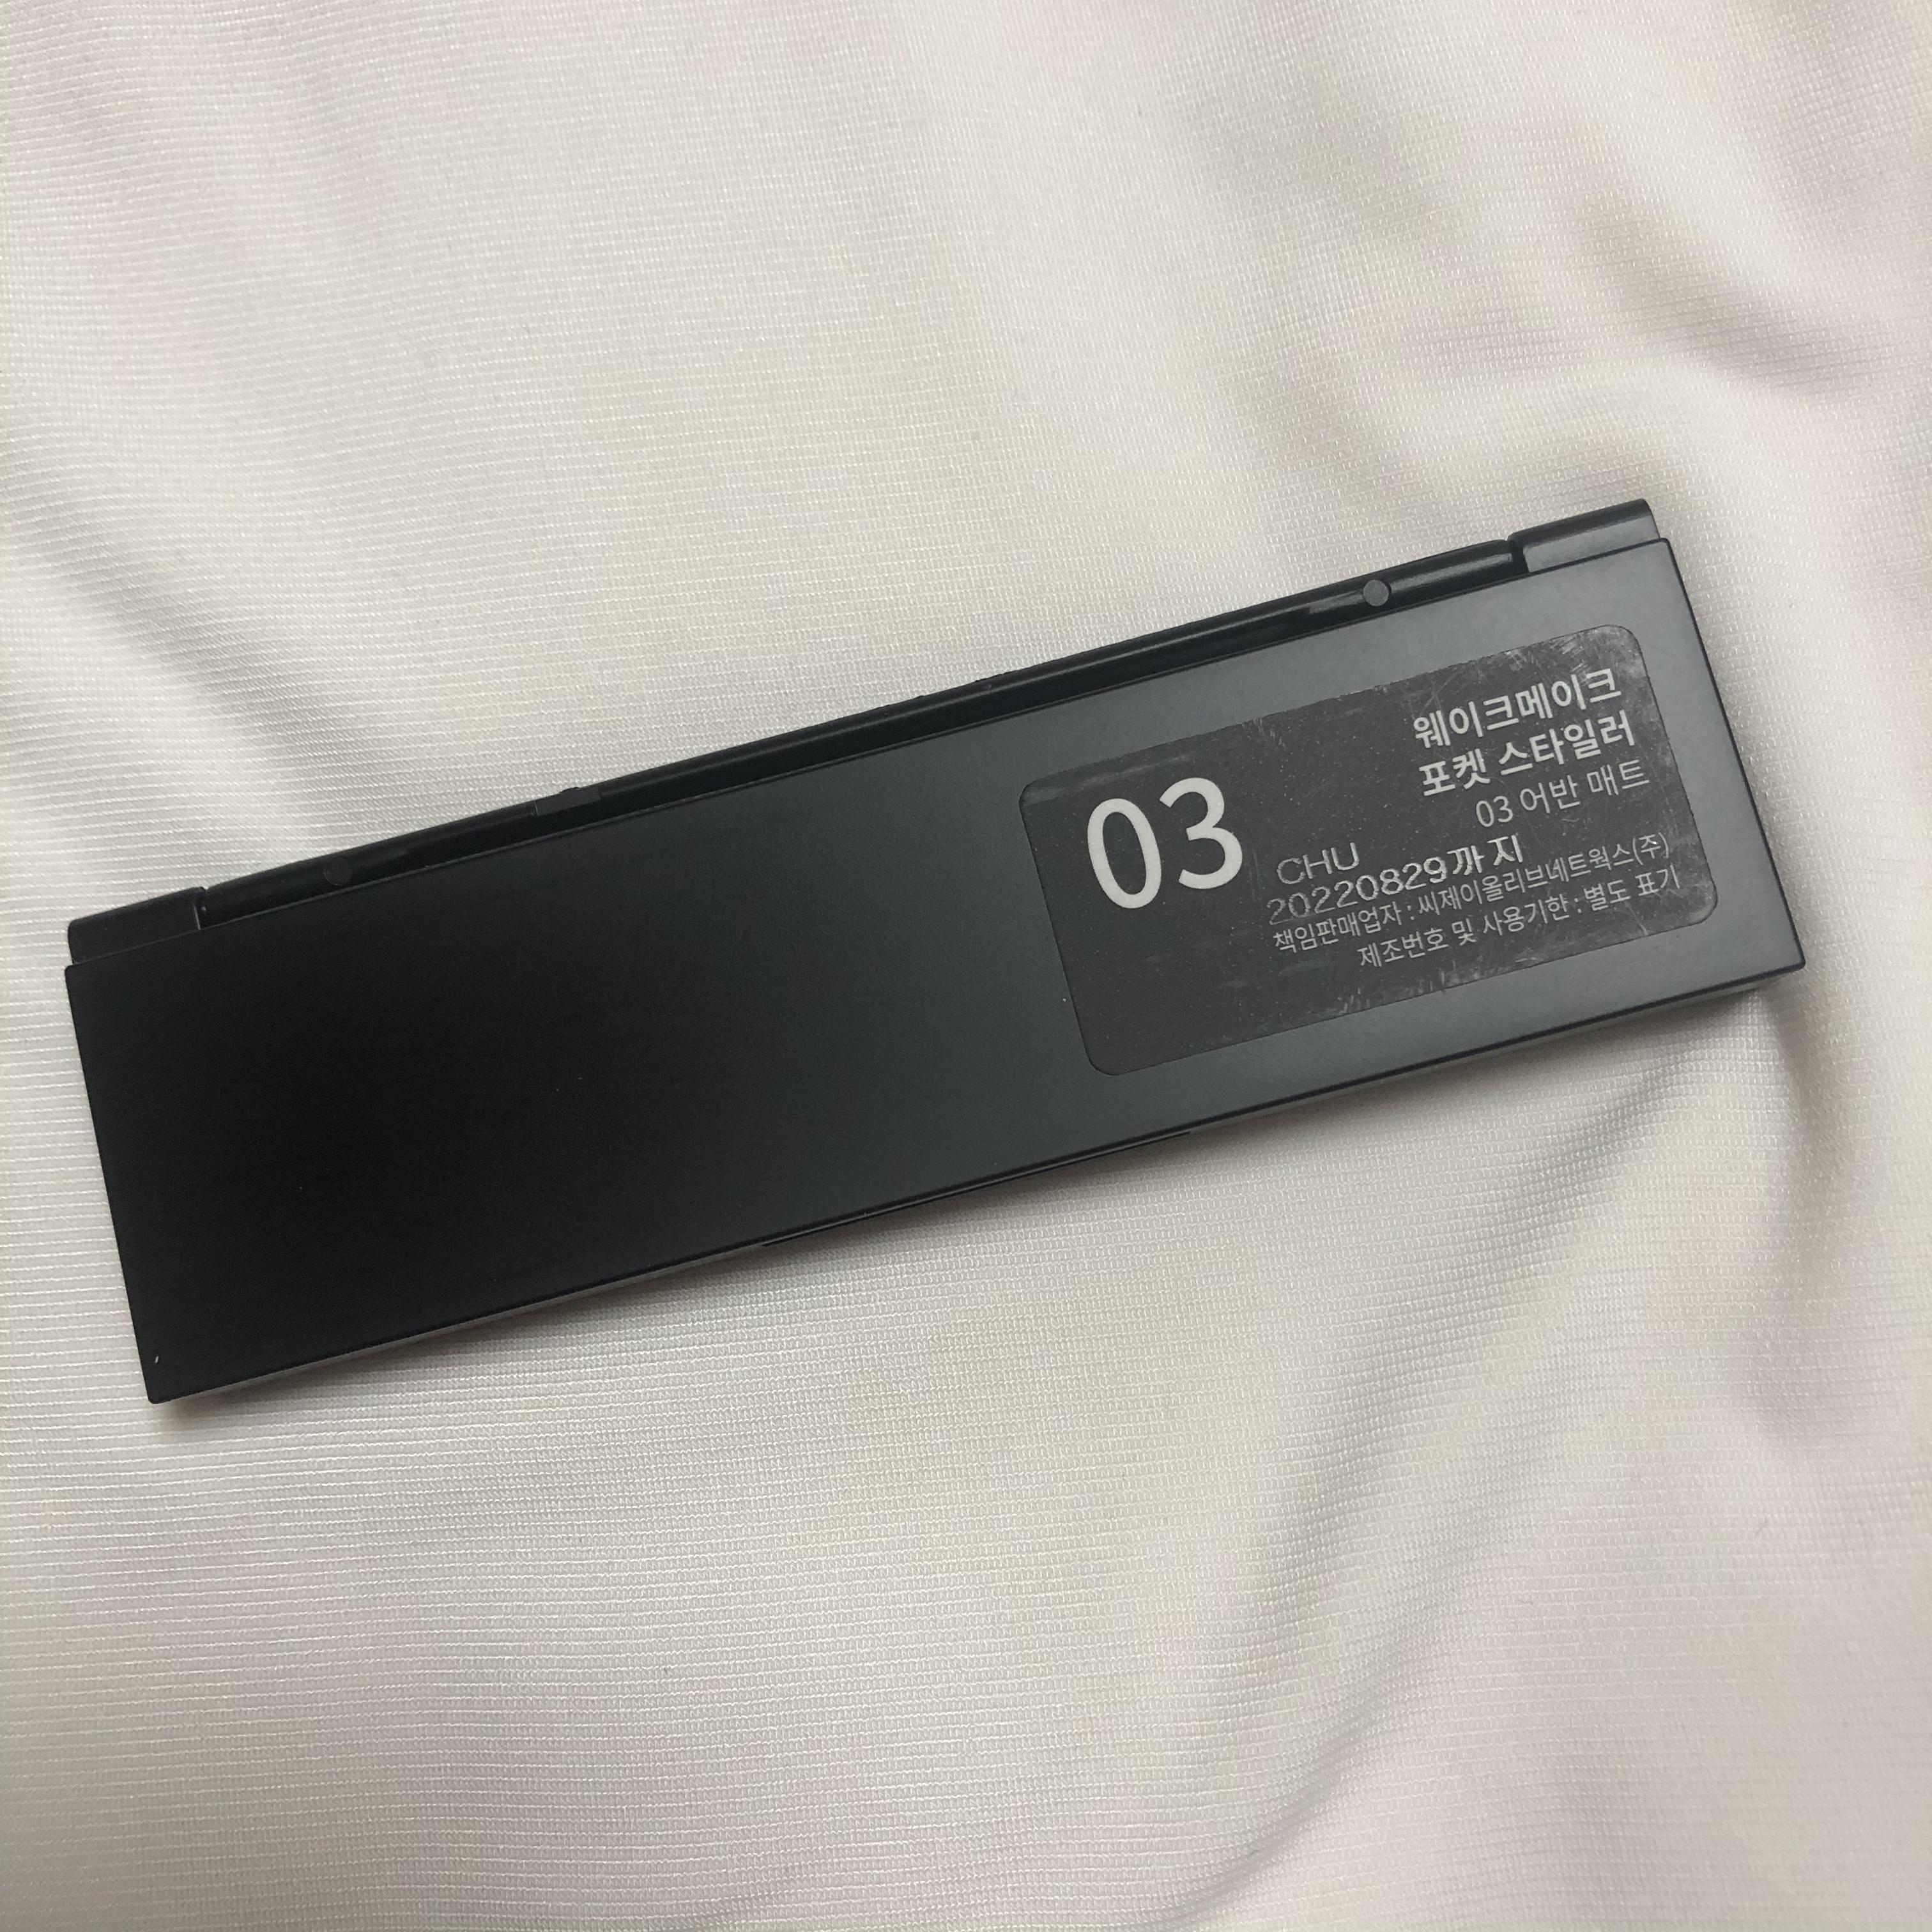 03
웨이크메이크
포켓 스타일러
03 어반 매트
CHU
20220829까지
책임판매업자 : 씨제이올리브네트웍스(주)
제조번호 및 사용기한 : 별도 표기